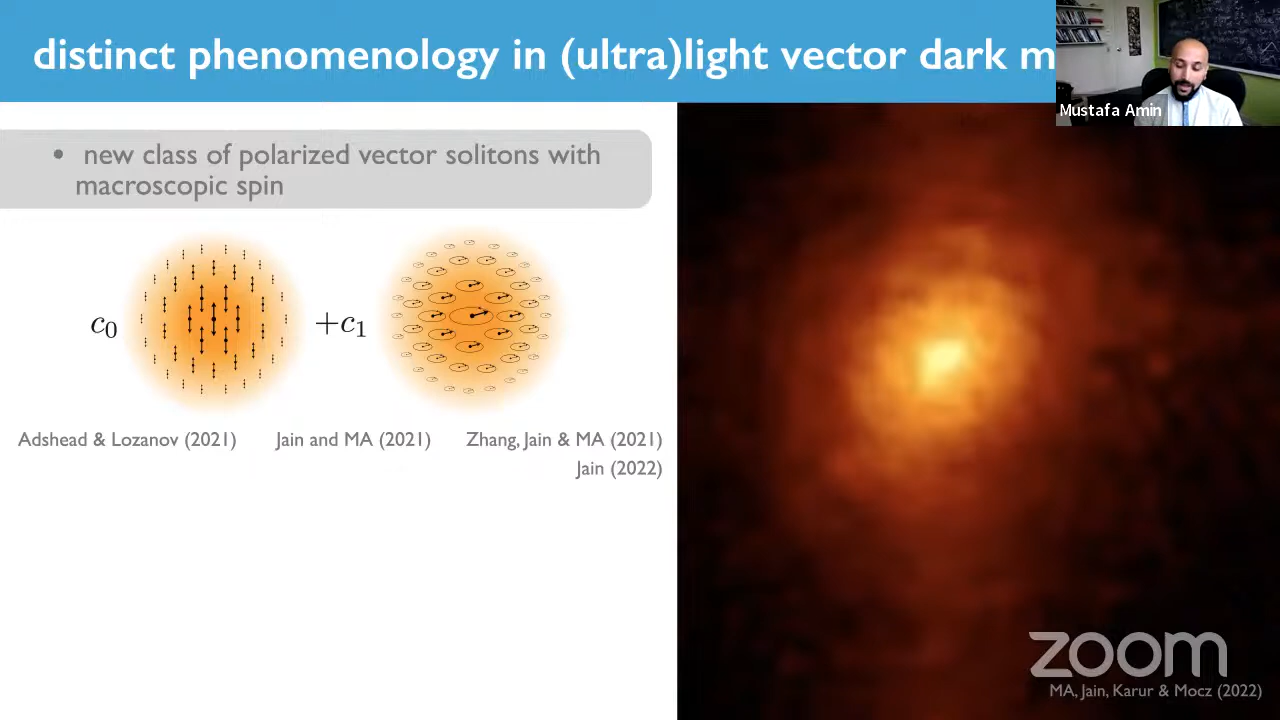 distinct phenomenology in (ultra)light vector dark m
Mustafa Amin
• new class of polarized vector solitons with
macroscopic spin
c₀
+c₁
Adshead & Lozanov (2021)
Jain and MA (2021)
Zhang, Jain & MA (2021)
Jain (2022)
zoom
MA, Jain, Karur & Mocz (2022)